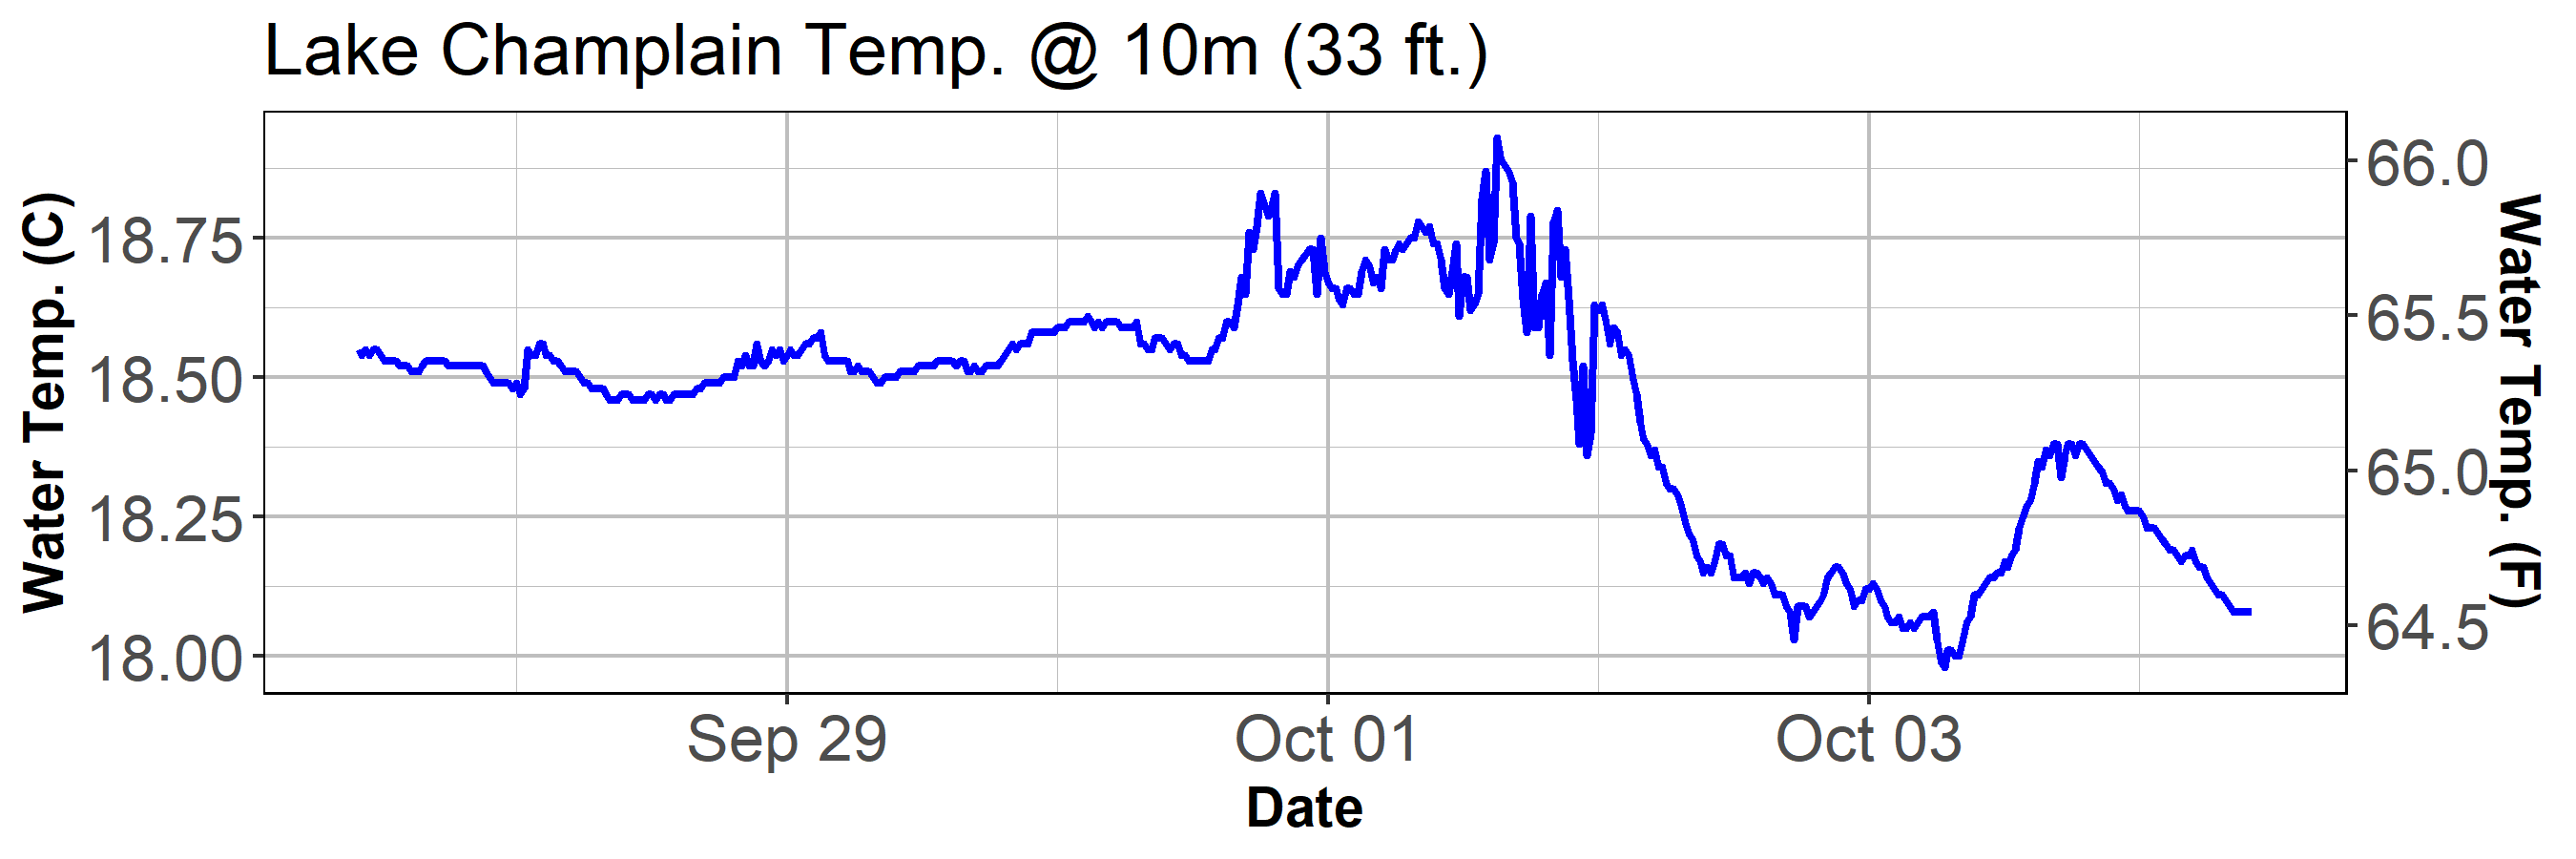 Lake Champlain Temp. @ 10m (33 ft.)
Water Temp. (C)
18.75
18.50
18.25
18.00
66.0
65.5
65.0
64.5
Water Temp. (F)
Sep 29
Oct 01
Oct 03
Date